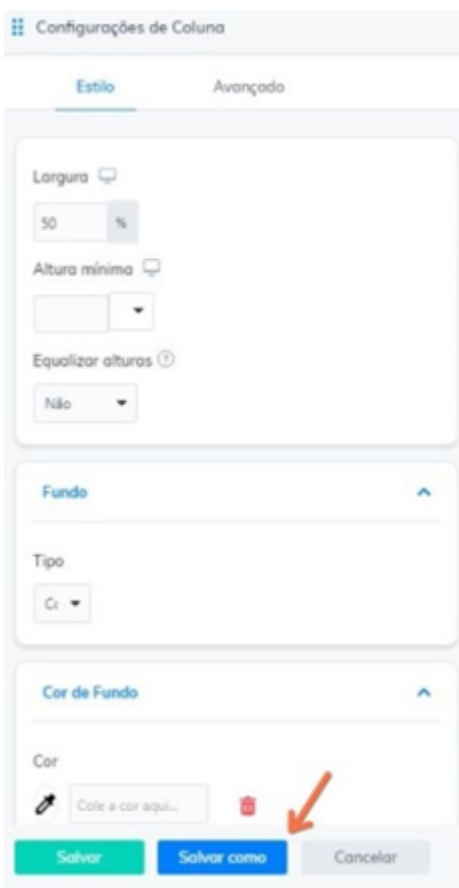 Configurações de Coluna
Estilo Avançado
Largura
50 %
Altura mínima
Equalizar alturas ?
Não
Fundo
Tipo
Cor de Fundo
Cor
Cole a cor aqui...
Salvar Salvar como Cancelar